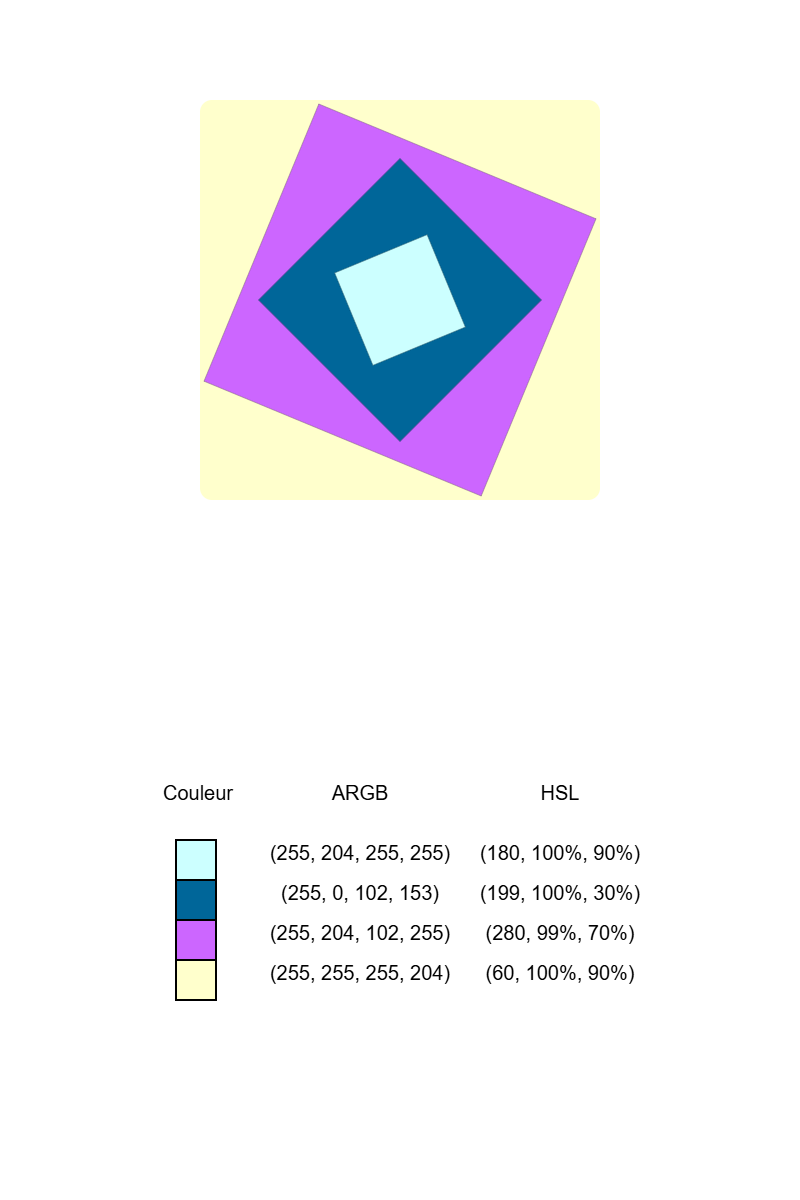 Couleur ARGB HSL
(255, 204, 255, 255) (180, 100%, 90%)
(255, 0, 102, 153) (199, 100%, 30%)
(255, 204, 102, 255) (280, 99%, 70%)
(255, 255, 255, 204) (60, 100%, 90%)